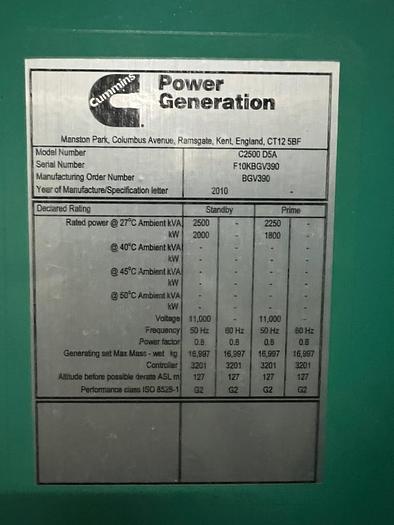 Cummins
Power
Generation
Manston Park, Columbus Avenue, Ramsgate, Kent, England, CT12 5BF
Model Number C2500 D5A
Serial Number F10KBGV390
Manufacturing Order Number BGV390
Year of Manufacture/Specification letter 2010 -
Declared Rating Standby Prime
Rated power @ 27°C Ambient kVA 2500 - 2250 -
kW 2000 - 1800 -
@ 40°C Ambient kVA - - - -
kW - - - -
@ 45°C Ambient kVA - - - -
kW - - - -
@ 50°C Ambient kVA - - - -
kW - - - -
Voltage 11,000 - 11,000 -
Frequency 50 Hz 60 Hz 50 Hz 60 Hz
Power factor 0.8 0.8 0.8 0.8
Generating set Max Mass - wet kg 16,997 16,997 16,997 16,997
Controller 3201 3201 3201 3201
Altitude before possible derate ASL m 127 127 127 127
Performance class ISO 8528-1 G2 G2 G2 G2